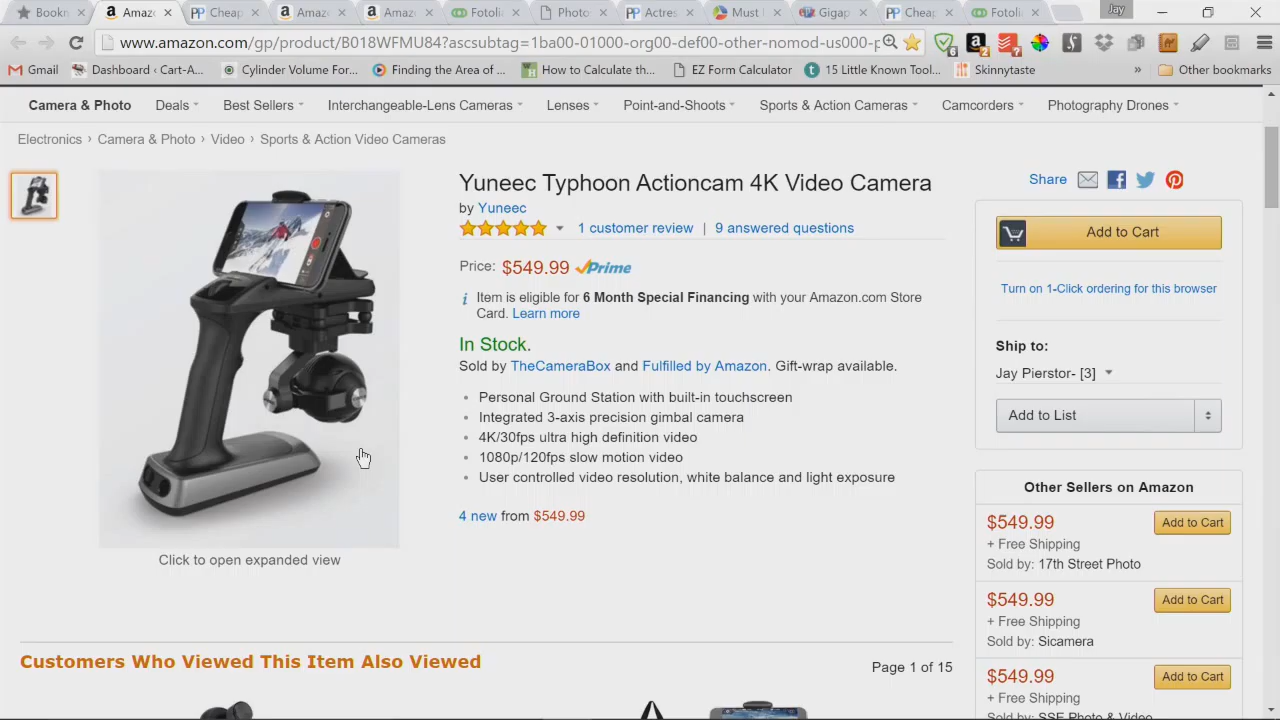 Bookn
Amaz
Cheap
Amaz
Amaz
Fotoli
Photo
Actres
Must
Gigap
Cheap
Fotoli
Jay
www.amazon.com/gp/product/B018WFMU84?ascsubtag=1ba00-01000-org00-def00-other-nomod-us000-p
6
2
7
Gmail
Dashboard ‹ Cart-A...
Cylinder Volume For...
Finding the Area of ...
How to Calculate th...
EZ Form Calculator
15 Little Known Tool...
Skinnytaste
»
Other bookmarks
Camera & Photo
Deals
Best Sellers
Interchangeable-Lens Cameras
Lenses
Point-and-Shoots
Sports & Action Cameras
Camcorders
Photography Drones
Electronics › Camera & Photo › Video › Sports & Action Video Cameras
Yuneec Typhoon Actioncam 4K Video Camera
by Yuneec
1 customer review | 9 answered questions
Price: $549.99 Prime
Item is eligible for 6 Month Special Financing with your Amazon.com Store
Card. Learn more
In Stock.
Sold by TheCameraBox and Fulfilled by Amazon. Gift-wrap available.
• Personal Ground Station with built-in touchscreen
• Integrated 3-axis precision gimbal camera
• 4K/30fps ultra high definition video
• 1080p/120fps slow motion video
• User controlled video resolution, white balance and light exposure
4 new from $549.99
Click to open expanded view
Share
Add to Cart
Turn on 1-Click ordering for this browser
Ship to:
Jay Pierstor- [3]
Add to List
Other Sellers on Amazon
$549.99
Add to Cart
+ Free Shipping
Sold by: 17th Street Photo
$549.99
Add to Cart
+ Free Shipping
Sold by: Sicamera
$549.99
Add to Cart
+ Free Shipping
Sold by: SSE Photo & Video
Customers Who Viewed This Item Also Viewed
Page 1 of 15